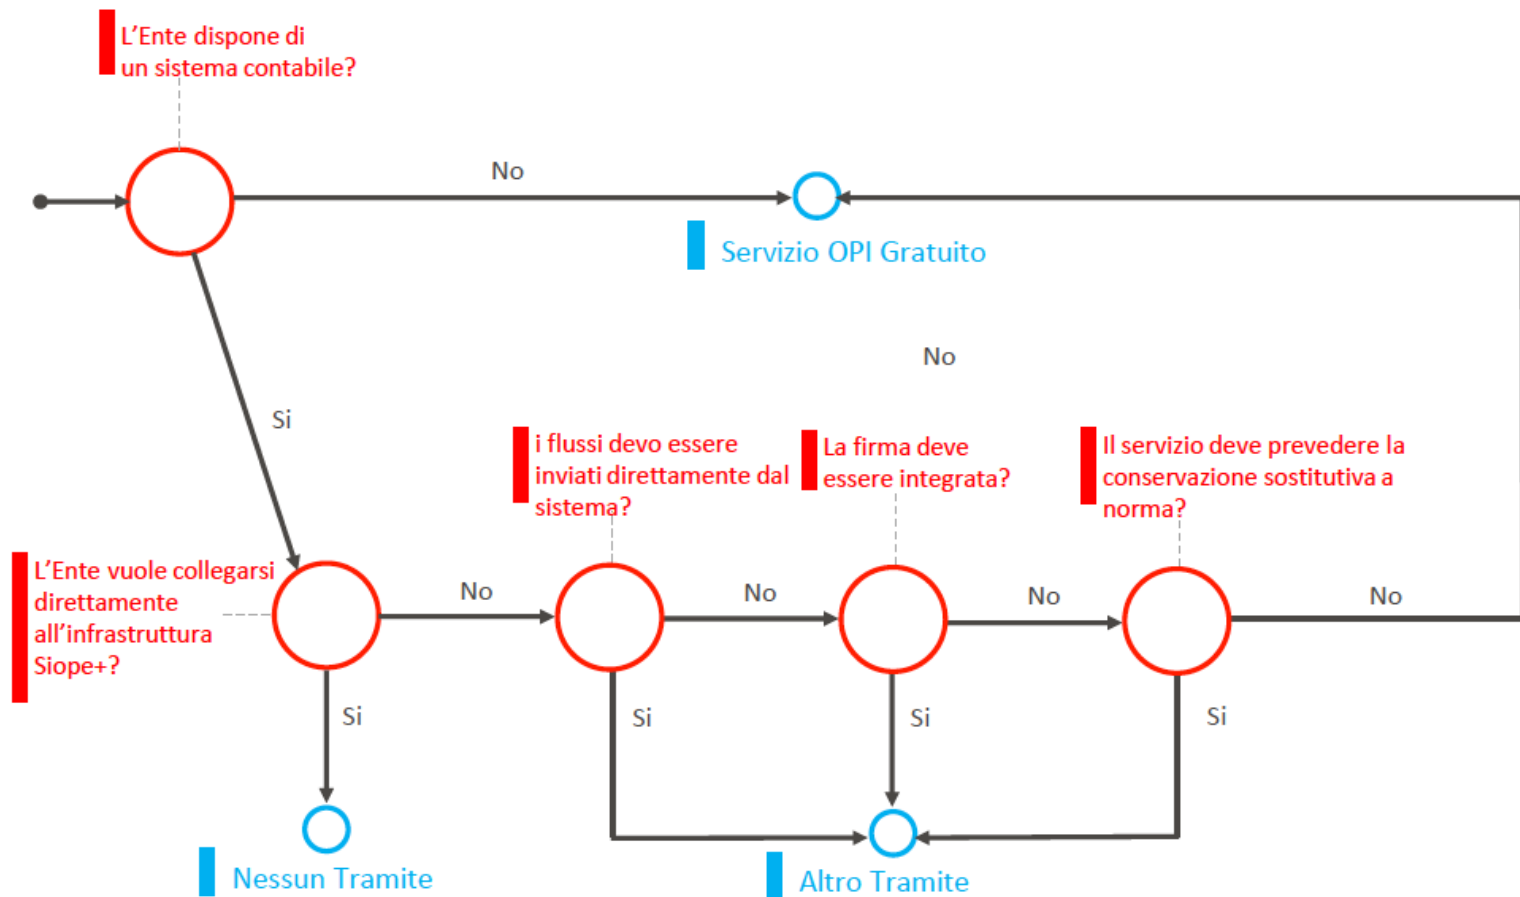 L'Ente dispone di
un sistema contabile?
No
Servizio OPI Gratuito
No
Si
i flussi devo essere
inviati direttamente dal
sistema?
La firma deve
essere integrata?
Il servizio deve prevedere la
conservazione sostitutiva a
norma?
L'Ente vuole collegarsi
direttamente
all'infrastruttura
Siope+?
No
No
No
No
Si
Si
Si
Si
Nessun Tramite
Altro Tramite